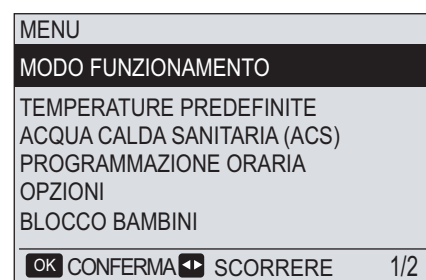 MENU
MODO FUNZIONAMENTO
TEMPERATURE PREDEFINITE
ACQUA CALDA SANITARIA (ACS)
PROGRAMMAZIONE ORARIA
OPZIONI
BLOCCO BAMBINI
OK CONFERMA SCORRERE 1/2